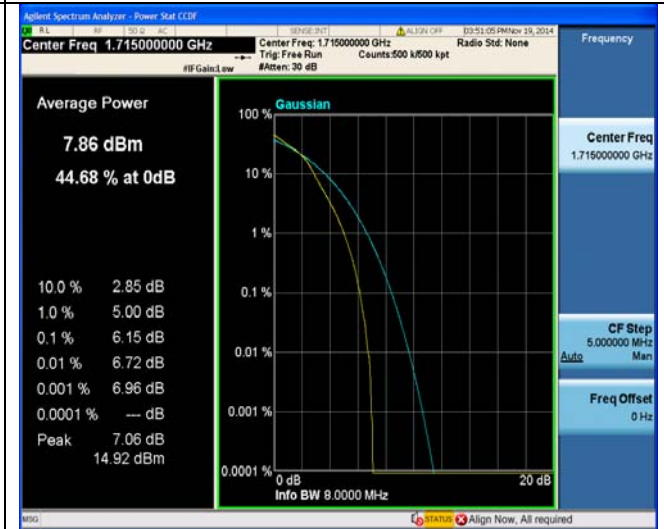 Agilent Spectrum Analyzer - Power Stat CCDF
RL RF 50 Ω AC SENSE:INT ALIGN OFF 03:51:05 PM Nov 19, 2014
Center Freq 1.715000000 GHz
Center Freq: 1.715000000 GHz Radio Std: None
Trig: Free Run Counts:500 k/500 kpt
#IFGain:Low #Atten: 30 dB
Frequency
Average Power
7.86 dBm
44.68 % at 0dB
10.0 % 2.85 dB
1.0 % 5.00 dB
0.1 % 6.15 dB
0.01 % 6.72 dB
0.001 % 6.96 dB
0.0001 % --- dB
Peak 7.06 dB
14.92 dBm
Gaussian
100 %
10 %
1 %
0.1 %
0.01 %
0.001 %
0.0001 %
0 dB 20 dB
Info BW 8.0000 MHz
Center Freq
1.715000000 GHz
CF Step
5.000000 MHz
Auto Man
Freq Offset
0 Hz
MSG STATUS Align Now, All required